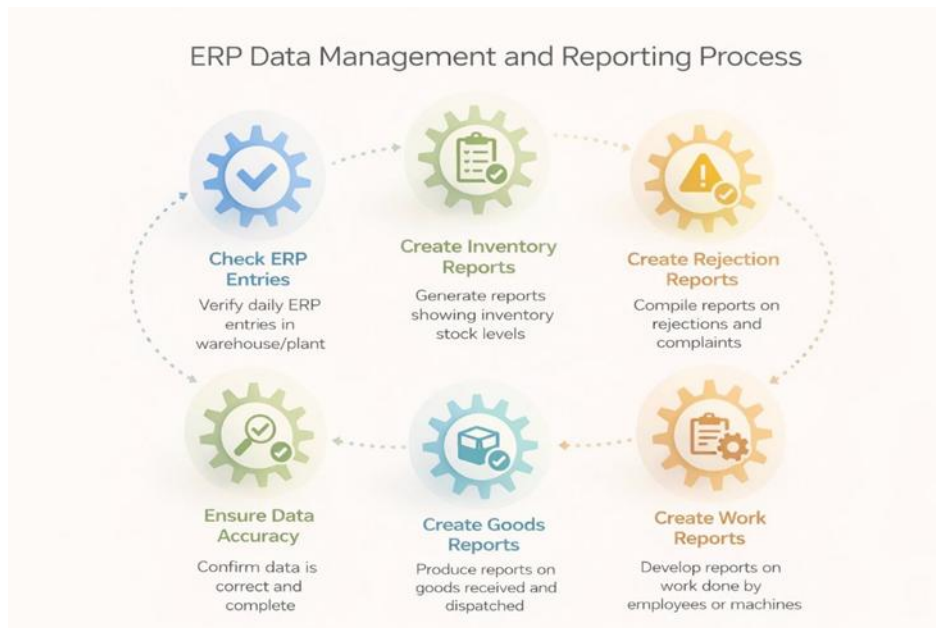 ERP Data Management and Reporting Process
Check ERP
Entries
Verify daily ERP
entries in
warehouse/plant
Create Inventory
Reports
Generate reports
showing inventory
stock levels
Create Rejection
Reports
Compile reports on
rejections and
complaints
Ensure Data
Accuracy
Confirm data is
correct and
complete
Create Goods
Reports
Produce reports on
goods received and
dispatched
Create Work
Reports
Develop reports on
work done by
employees or machines